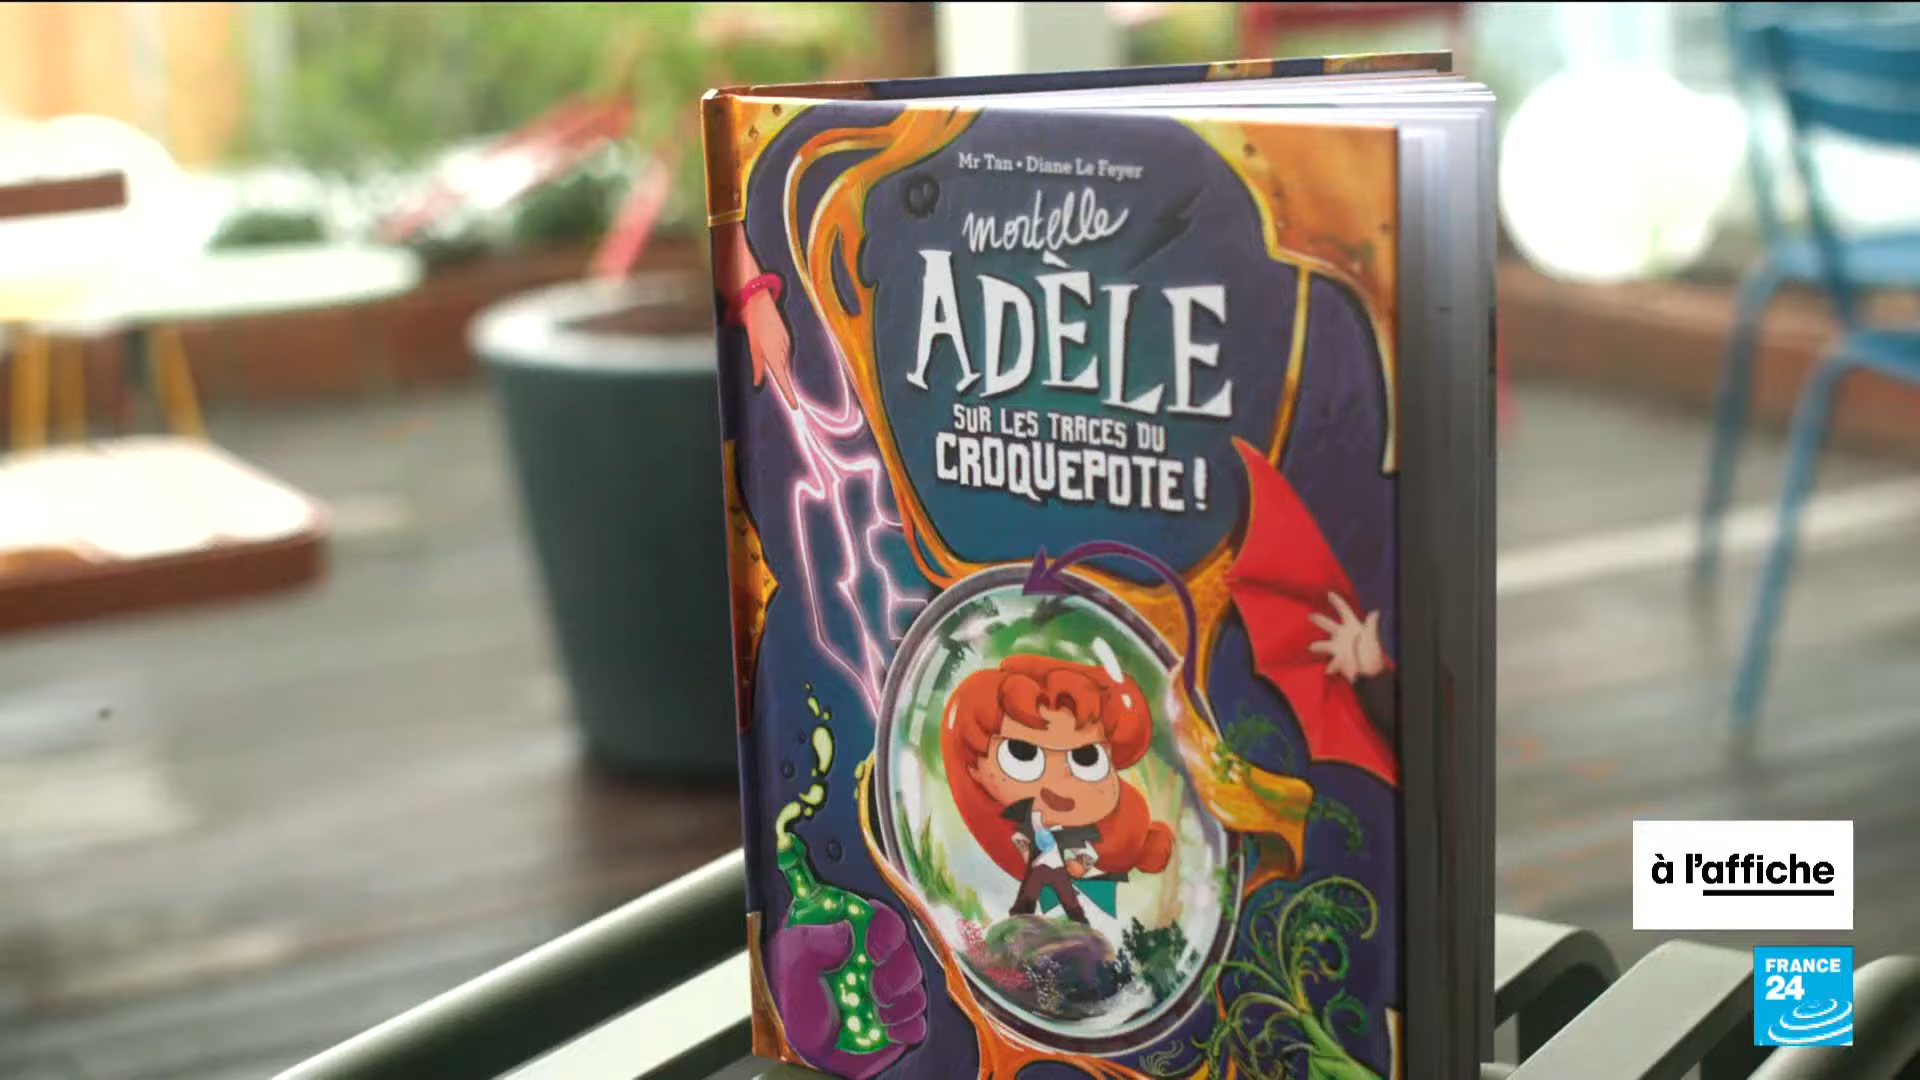 Mr Tan • Diane Le Feyer
mortelle
ADÈLE
SUR LES TRACES DU
CROQUEPOTE !
à l'affiche
FRANCE
24